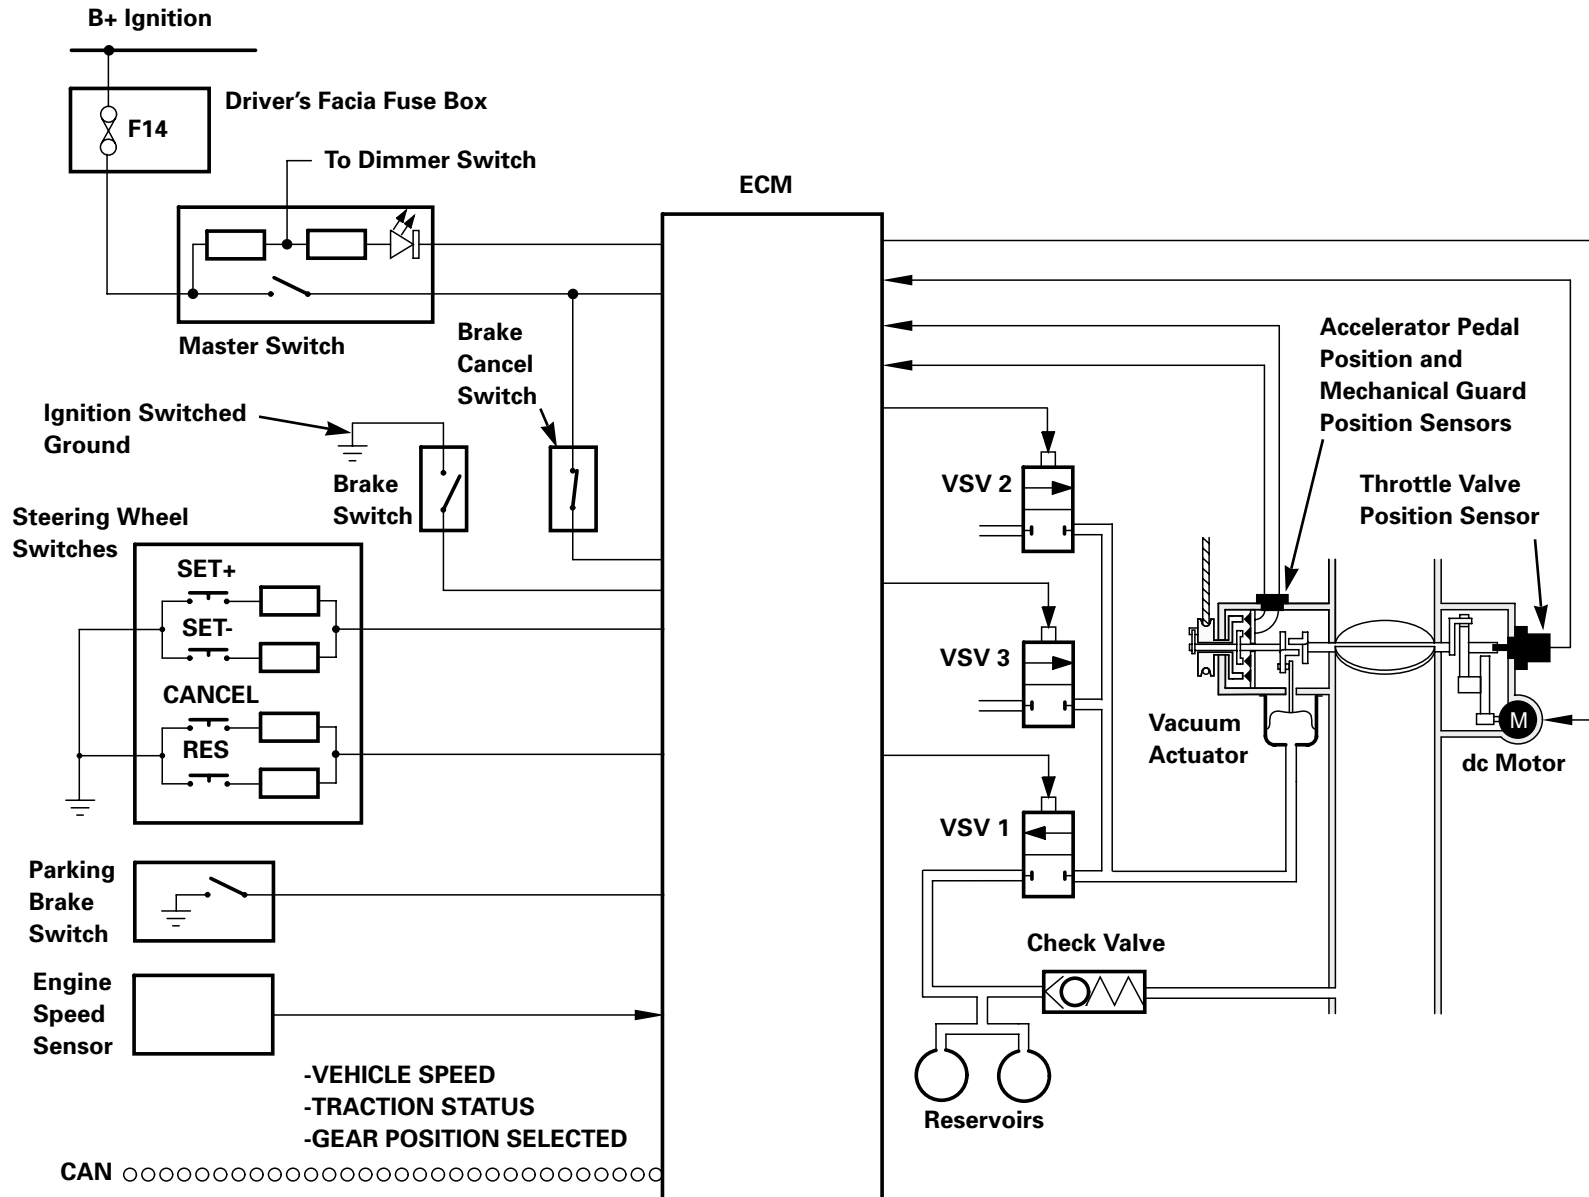 B+ Ignition
Driver's Facia Fuse Box
F14
To Dimmer Switch
ECM
Master Switch
Brake
Cancel
Switch
Ignition Switched
Ground
Brake
Switch
Steering Wheel
Switches
SET+
SET-
CANCEL
RES
Parking
Brake
Switch
Engine
Speed
Sensor
-VEHICLE SPEED
-TRACTION STATUS
-GEAR POSITION SELECTED
CAN
Accelerator Pedal
Position and
Mechanical Guard
Position Sensors
VSV 2
Throttle Valve
Position Sensor
VSV 3
Vacuum
Actuator
M
dc Motor
VSV 1
Check Valve
Reservoirs